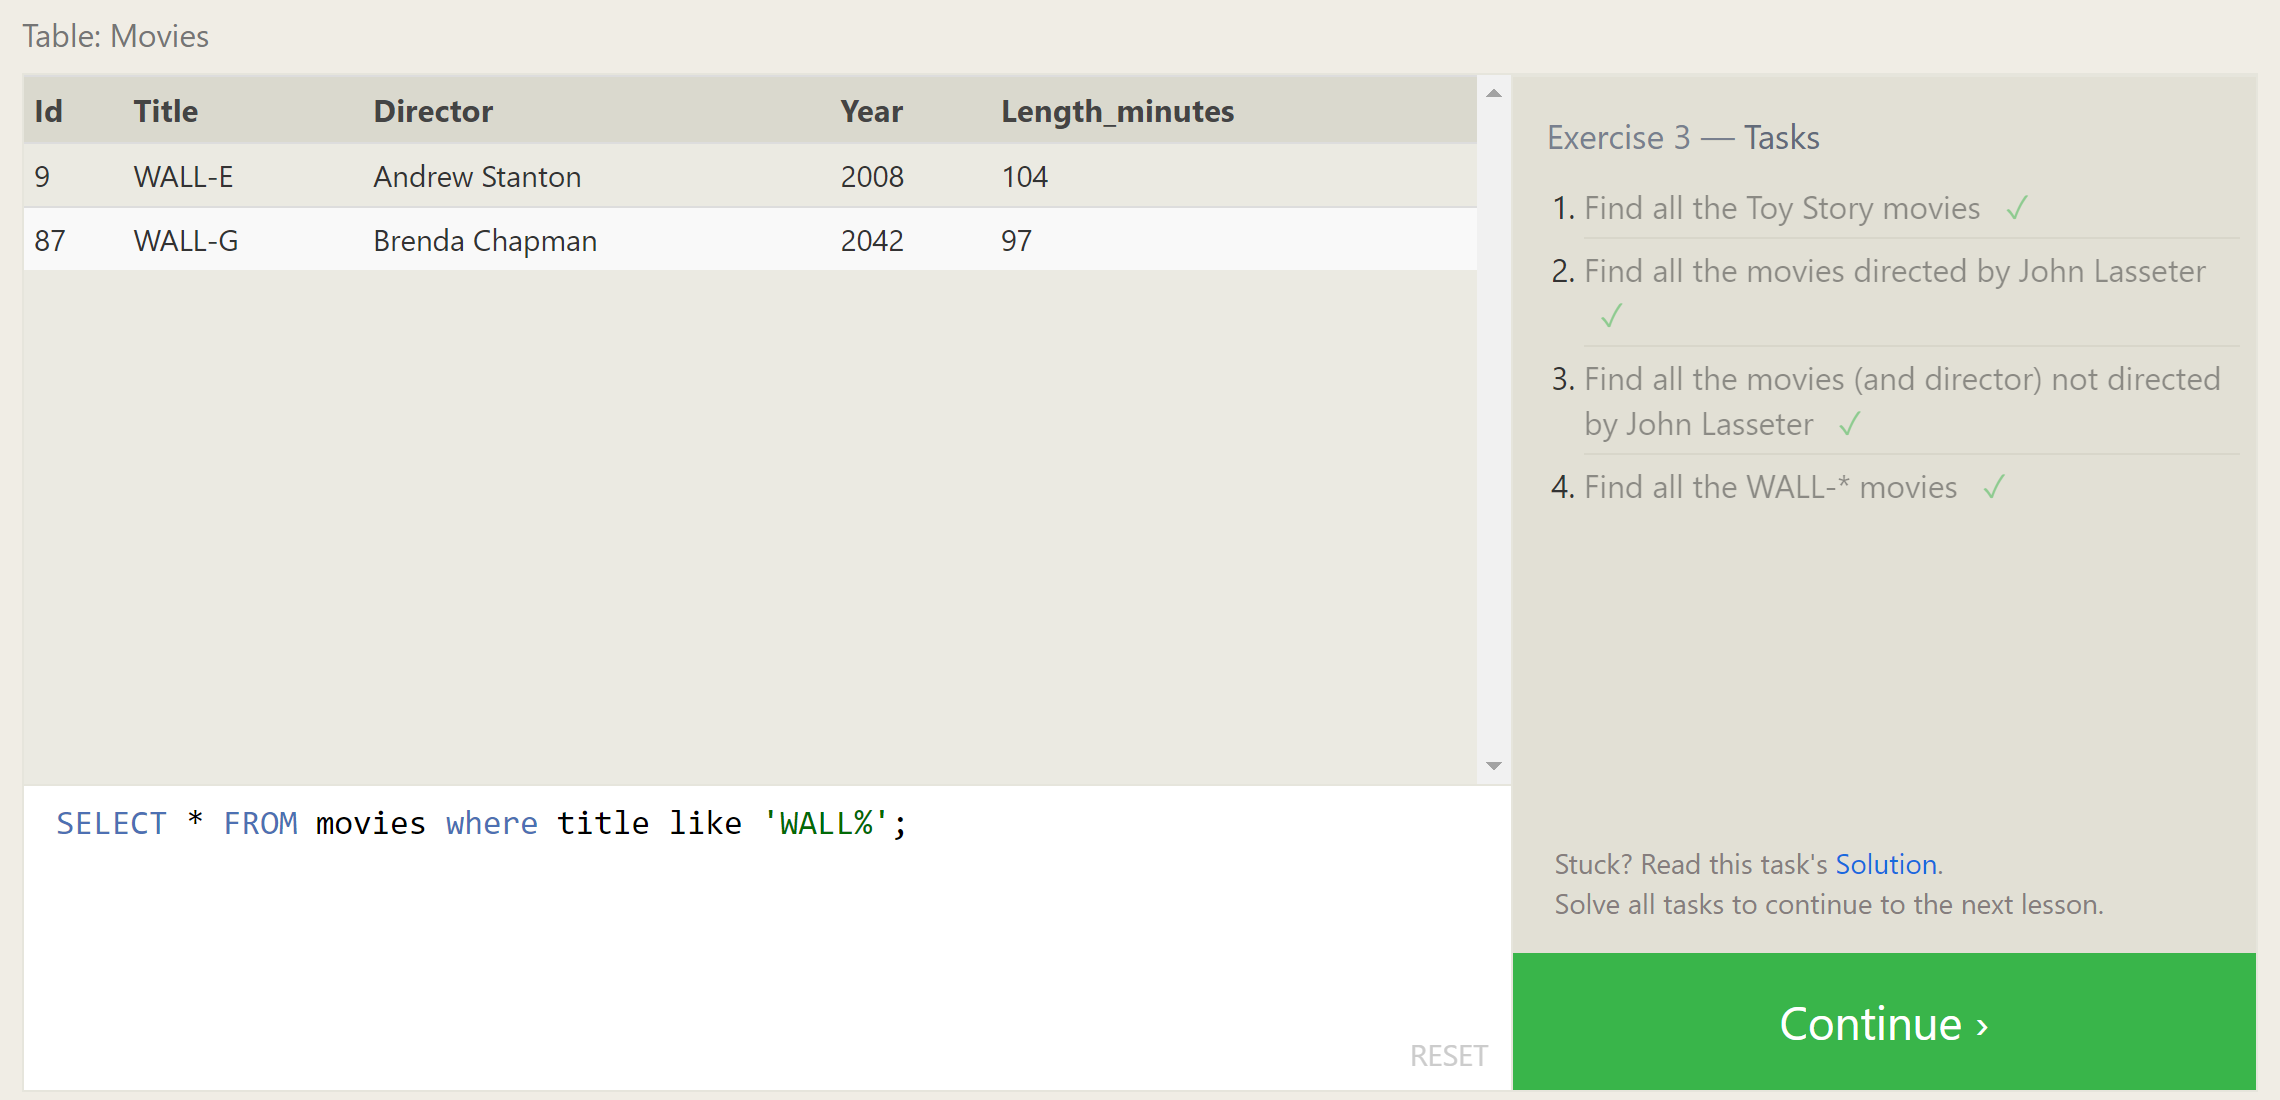 Table: Movies
Id Title Director Year Length_minutes
9 WALL-E Andrew Stanton 2008 104
87 WALL-G Brenda Chapman 2042 97
SELECT * FROM movies where title like 'WALL%';
RESET
Exercise 3 — Tasks
1. Find all the Toy Story movies ✓
2. Find all the movies directed by John Lasseter
✓
3. Find all the movies (and director) not directed
by John Lasseter ✓
4. Find all the WALL-* movies ✓
Stuck? Read this task's Solution.
Solve all tasks to continue to the next lesson.
Continue ›